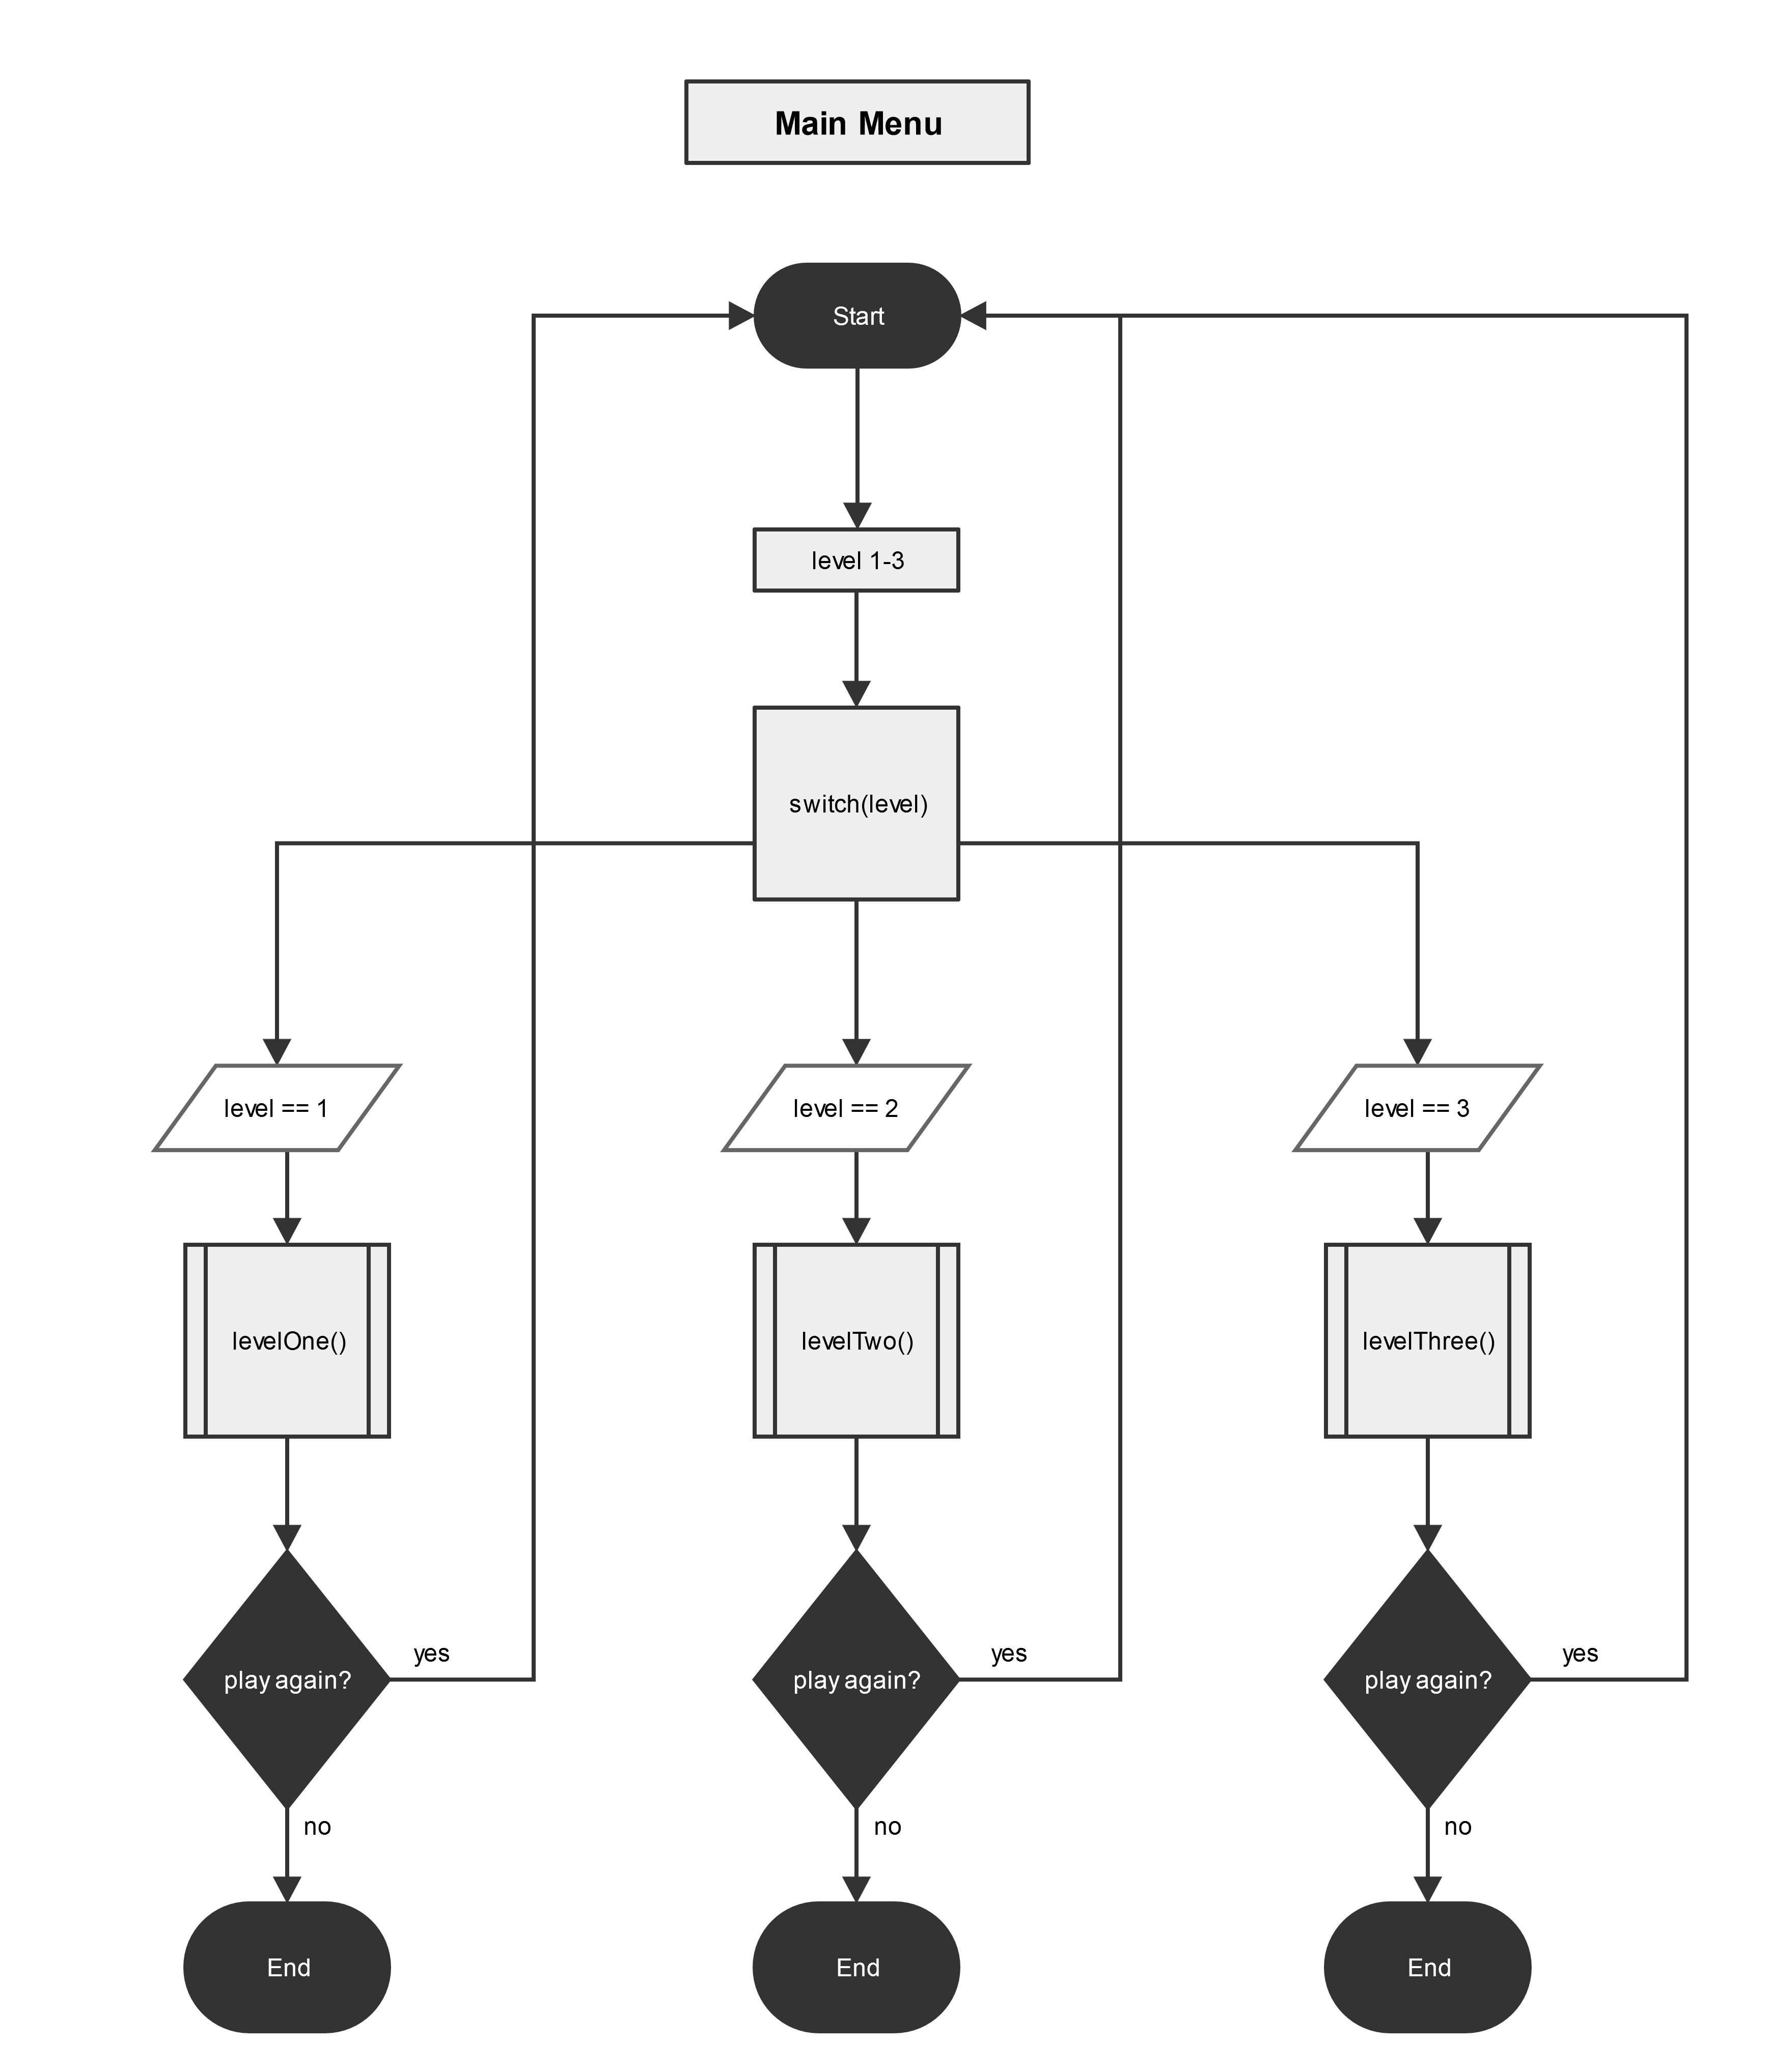 Main Menu
Start
level 1-3
switch(level)
level == 1
level == 2
level == 3
levelOne()
levelTwo()
levelThree()
play again?
yes
play again?
yes
play again?
yes
no
no
no
End
End
End